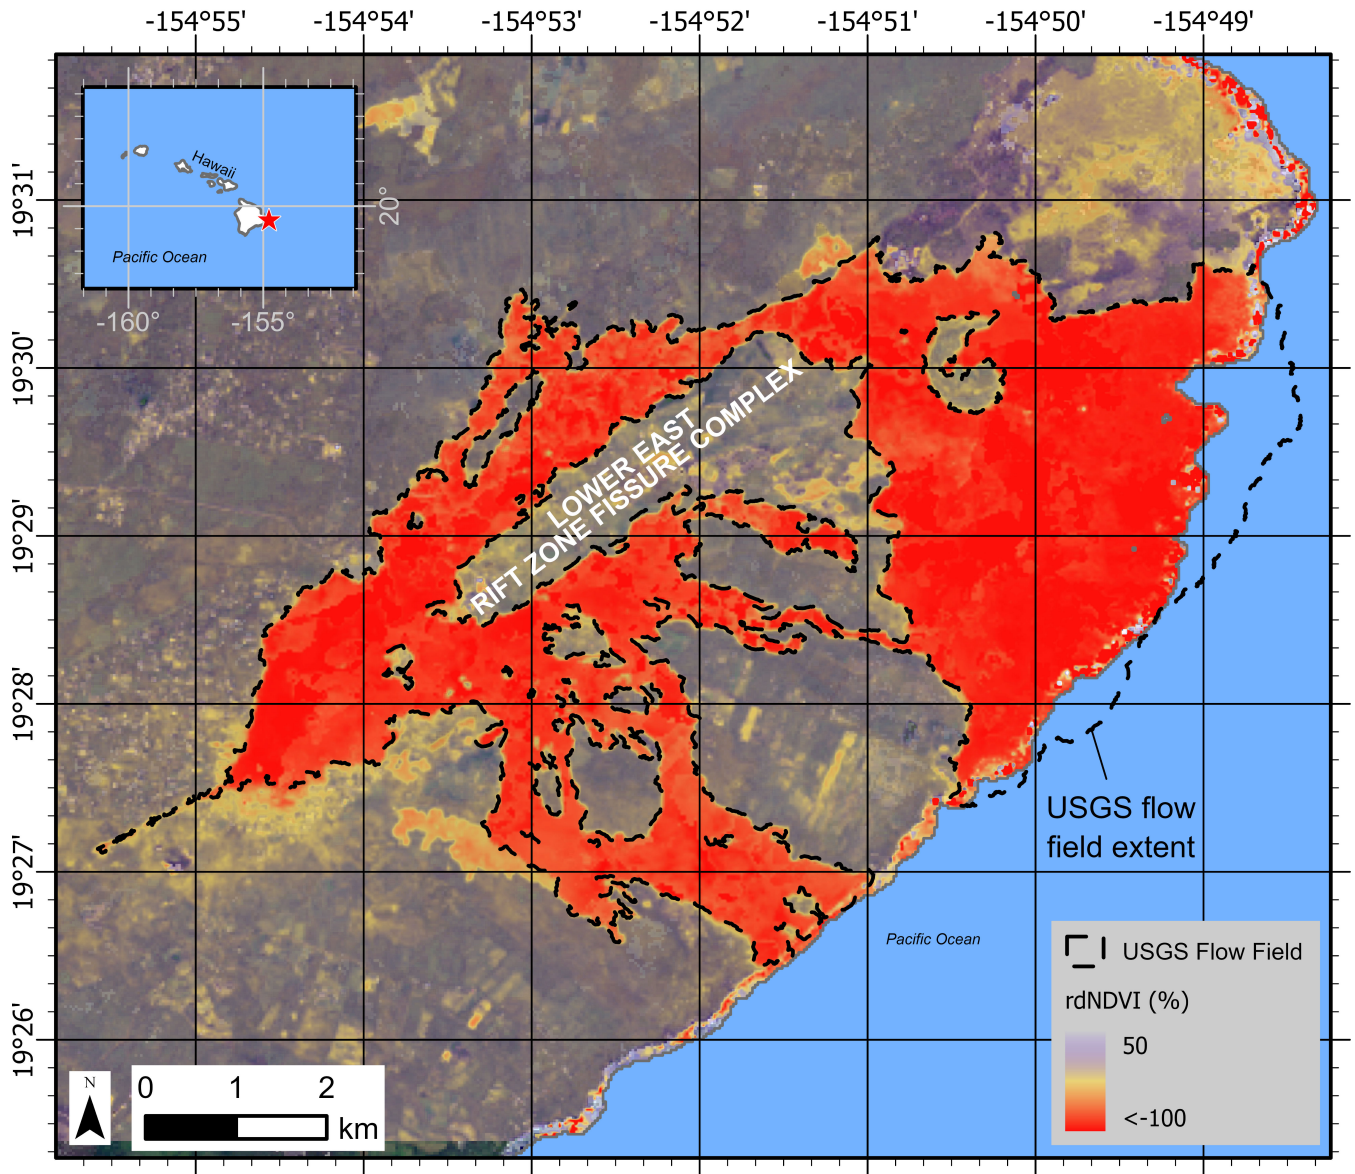 -154°55' -154°54' -154°53' -154°52' -154°51' -154°50' -154°49'
Hawaii
20°
Pacific Ocean
-160° -155°
19°31'
19°30'
19°29'
19°28'
19°27'
19°26'
LOWER EAST
RIFT ZONE FISSURE COMPLEX
USGS flow
field extent
Pacific Ocean
USGS Flow Field
rdNDVI (%)
50
<-100
N
0 1 2
km